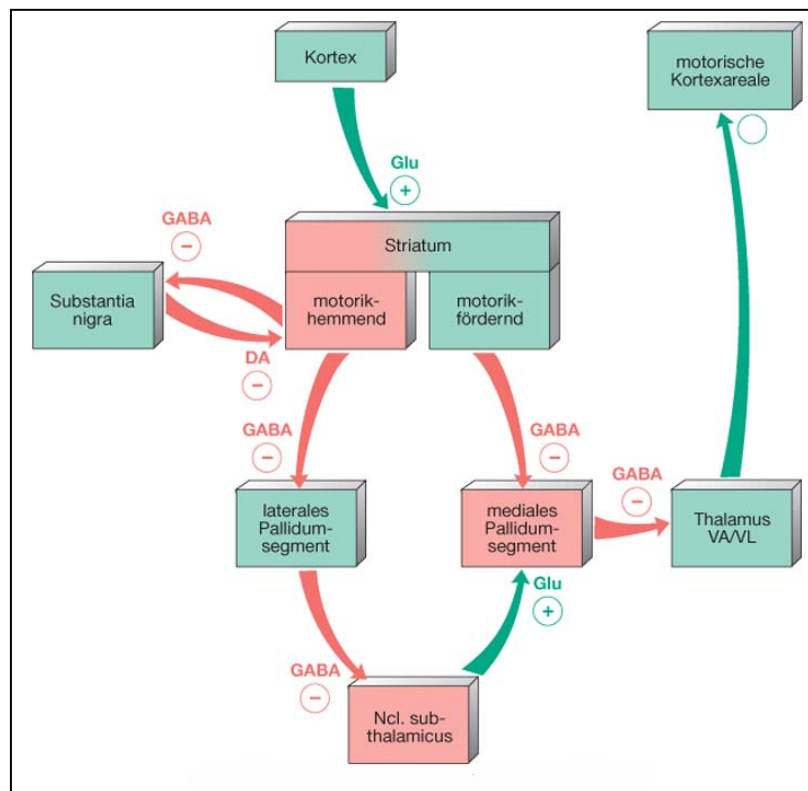 Kortex
motorische
Kortexareale
Glu
+
GABA
−
Striatum
Substantia
nigra
motorik-
hemmend
motorik-
fördernd
DA
−
GABA
−
GABA
−
GABA
−
laterales
Pallidum-
segment
mediales
Pallidum-
segment
Thalamus
VA/VL
Glu
+
GABA
−
Ncl. sub-
thalamicus